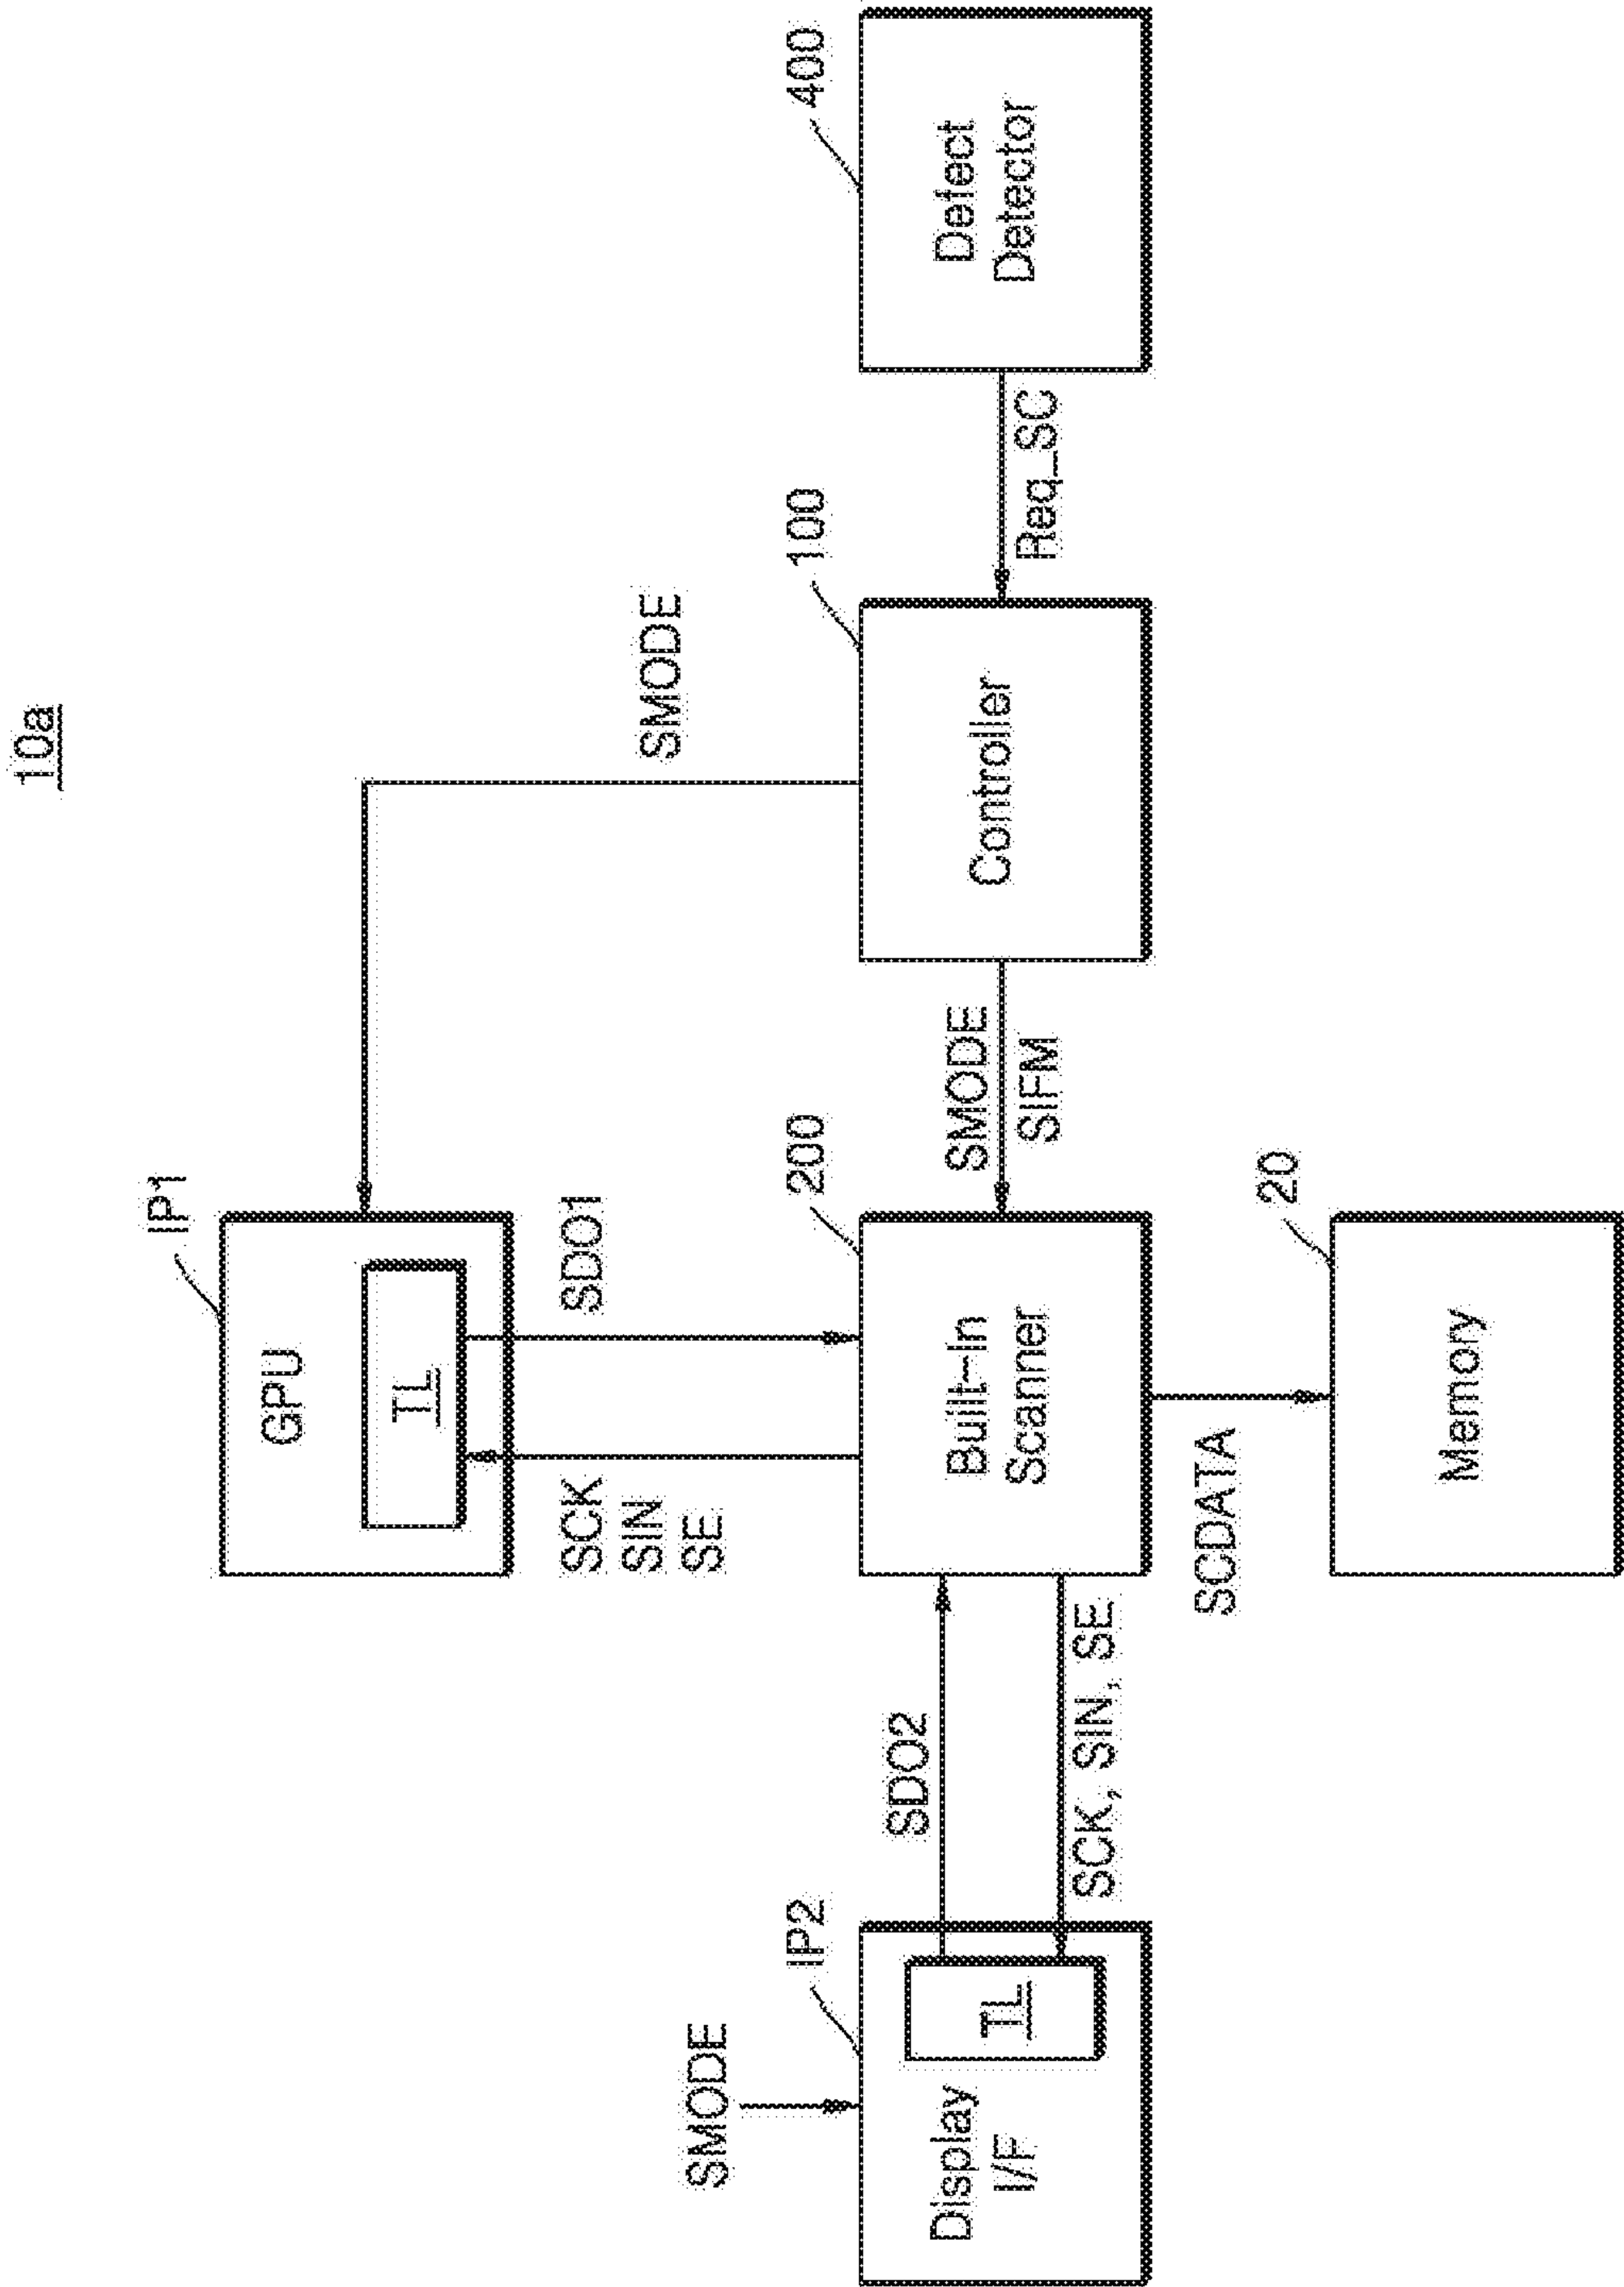 10a
IP1
GPU
TL
SMODE
SCK
SIN
SE
SDO1
SMODE
IP2
Display
I/F
TL
SDO2
SCK, SIN, SE
200
Built-In
Scanner
SMODE
SIFM
100
Controller
Req_SC
400
Defect
Detector
SCDATA
20
Memory